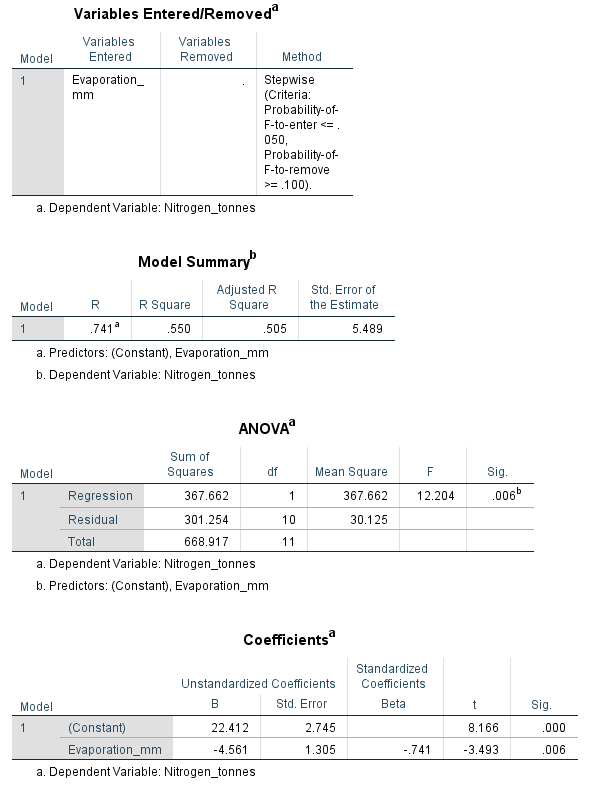 Variables Entered/Removed a
Model Variables Entered Variables Removed Method
1 Evaporation_ mm . Stepwise (Criteria: Probability-of- F-to-enter <= . 050, Probability-of- F-to-remove >= .100).
a. Dependent Variable: Nitrogen_tonnes
Model Summary b
Model R R Square Adjusted R Square Std. Error of the Estimate
1 .741 a .550 .505 5.489
a. Predictors: (Constant), Evaporation_mm
b. Dependent Variable: Nitrogen_tonnes
ANOVA a
Model Sum of Squares df Mean Square F Sig.
1 Regression 367.662 1 367.662 12.204 .006 b
Residual 301.254 10 30.125
Total 668.917 11
a. Dependent Variable: Nitrogen_tonnes
b. Predictors: (Constant), Evaporation_mm
Coefficients a
Unstandardized Coefficients Standardized Coefficients
Model B Std. Error Beta t Sig.
1 (Constant) 22.412 2.745 8.166 .000
Evaporation_mm -4.561 1.305 -.741 -3.493 .006
a. Dependent Variable: Nitrogen_tonnes